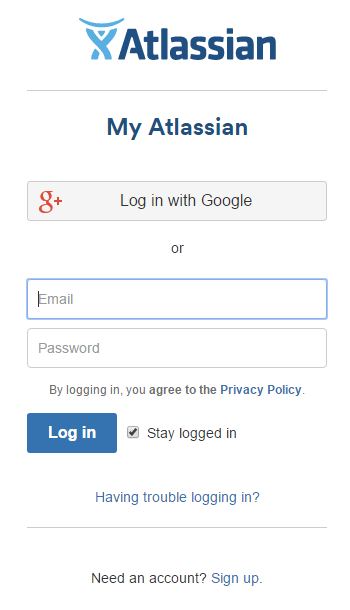 Atlassian
My Atlassian
g+ Log in with Google
or
Email
Password
By logging in, you agree to the Privacy Policy.
Log in Stay logged in
Having trouble logging in?
Need an account? Sign up.